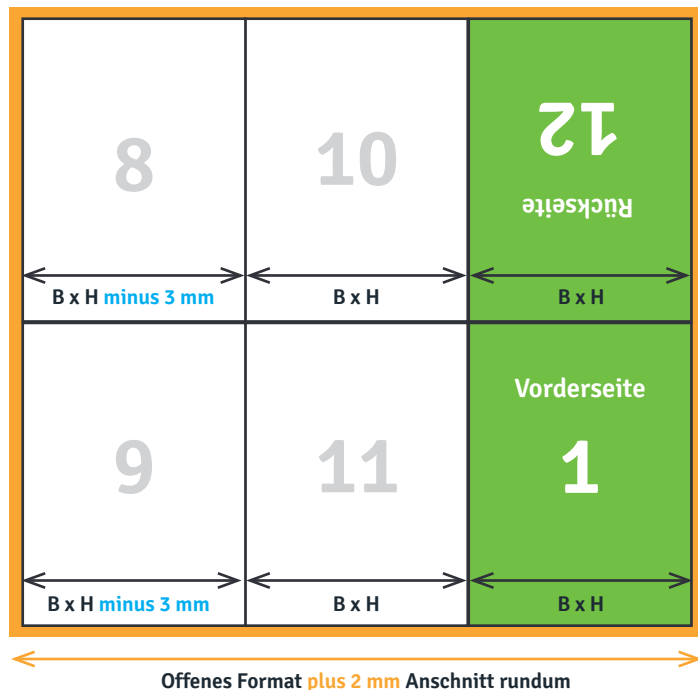 8
10
12
Rückseite
B x H minus 3 mm
B x H
B x H
Vorderseite
9
11
1
B x H minus 3 mm
B x H
B x H
Offenes Format plus 2 mm Anschnitt rundum